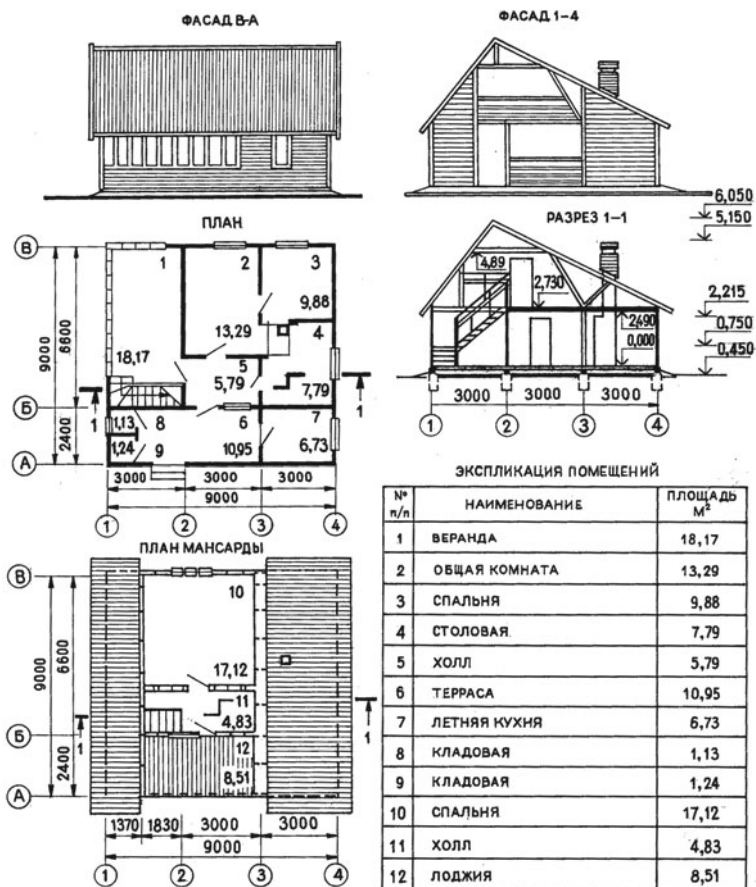 ФАСАД В-А
ФАСАД 1-4
ПЛАН
В
Б
А
9000
6600
2400
1
2
3
9,88
13,29
4
18,17
5
5,79
7,79
1
1
1,13
8
6
7
1,24
9
10,95
6,73
3000
3000
3000
9000
1
2
3
4
РАЗРЕЗ 1-1
6,050
5,150
4,89
2,730
2,215
2,490
0,750
0,000
0,450
3000
3000
3000
1
2
3
4
ПЛАН МАНСАРДЫ
В
Б
А
9000
6600
2400
10
17,12
11
4,83
1
1
12
8,51
1370
1830
3000
3000
9000
1
2
3
4
ЭКСПЛИКАЦИЯ ПОМЕЩЕНИЙ
№ п/п НАИМЕНОВАНИЕ ПЛОЩАДЬ М²
1 ВЕРАНДА 18,17
2 ОБЩАЯ КОМНАТА 13,29
3 СПАЛЬНЯ 9,88
4 СТОЛОВАЯ 7,79
5 ХОЛЛ 5,79
6 ТЕРРАСА 10,95
7 ЛЕТНЯЯ КУХНЯ 6,73
8 КЛАДОВАЯ 1,13
9 КЛАДОВАЯ 1,24
10 СПАЛЬНЯ 17,12
11 ХОЛЛ 4,83
12 ЛОДЖИЯ 8,51